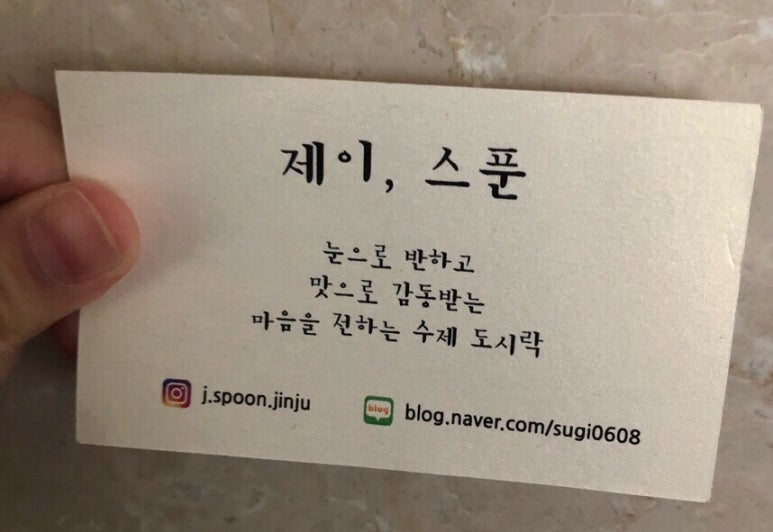 제이, 스푼
눈으로 반하고
맛으로 감동받는
마음을 전하는 수제 도시락
j.spoon.jinju
blog blog.naver.com/sugi0608